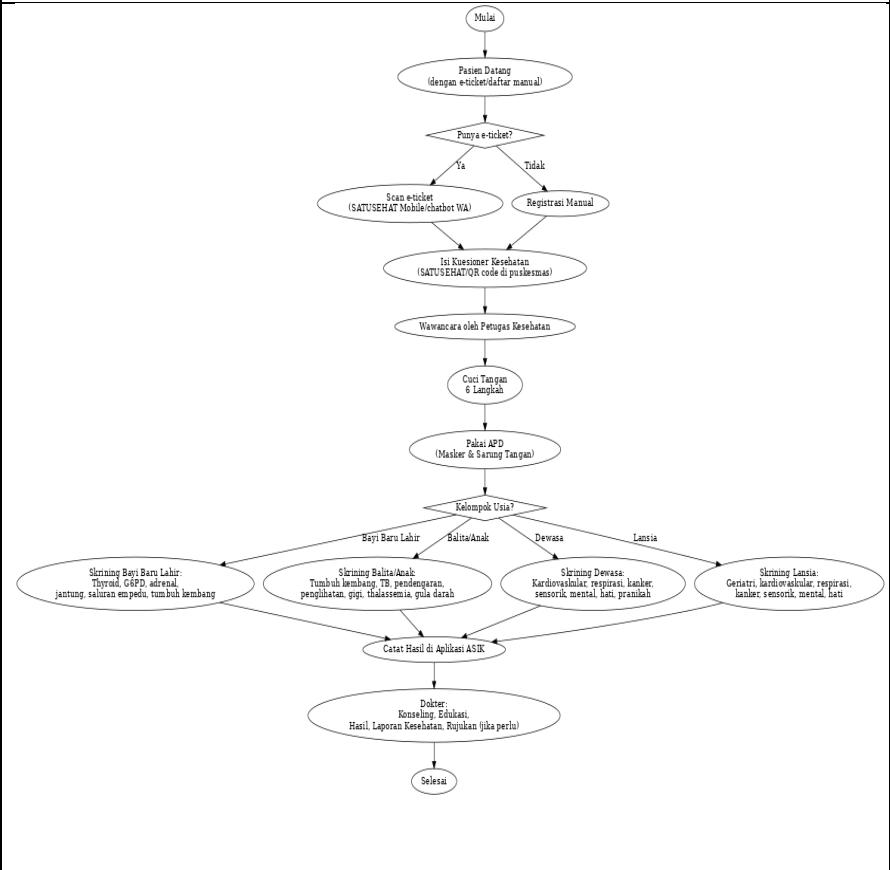 Mulai
Pasien Datang
(dengan e-ticket/daftar manual)
Punya e-ticket?
Ya
Tidak
Scan e-ticket
(SATUSEHAT Mobile/chatbot WA)
Registrasi Manual
Isi Kuesioner Kesehatan
(SATUSEHAT/QR code di puskesmas)
Wawancara oleh Petugas Kesehatan
Cuci Tangan
6 Langkah
Pakai APD
(Masker & Sarung Tangan)
Kelompok Usia?
Bayi Baru Lahir
Balita/Anak
Dewasa
Lansia
Skrining Bayi Baru Lahir:
Thyroid, G6PD, adrenal,
jantung, saluran empedu, tumbuh kembang
Skrining Balita/Anak:
Tumbuh kembang, TB, pendengaran,
penglihatan, gigi, thalassemia, gula darah
Skrining Dewasa:
Kardiovaskular, respirasi, kanker,
sensorik, mental, hati, pranikah
Skrining Lansia:
Geriatri, kardiovaskular, respirasi,
kanker, sensorik, mental, hati
Catat Hasil di Aplikasi ASIK
Dokter:
Konseling, Edukasi,
Hasil, Laporan Kesehatan, Rujukan (jika perlu)
Selesai